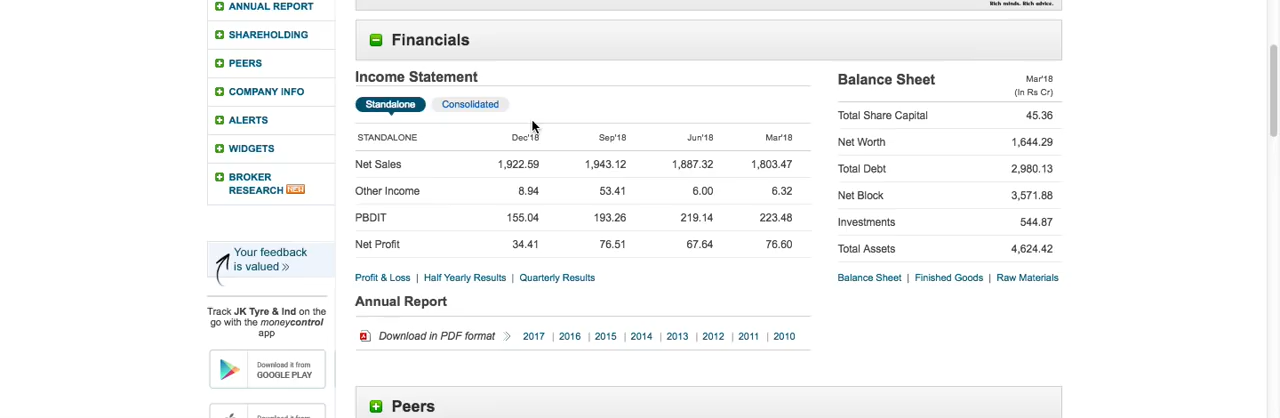 ANNUAL REPORT
SHAREHOLDING
PEERS
COMPANY INFO
ALERTS
WIDGETS
BROKER
RESEARCH NEW
Your feedback
is valued »
Track JK Tyre & Ind on the
go with the moneycontrol
app
Download it from
GOOGLE PLAY
Download it from
Rich minds. Rich advice.
Financials
Income Statement
Standalone Consolidated
STANDALONE Dec'18 Sep'18 Jun'18 Mar'18
Net Sales 1,922.59 1,943.12 1,887.32 1,803.47
Other Income 8.94 53.41 6.00 6.32
PBDIT 155.04 193.26 219.14 223.48
Net Profit 34.41 76.51 67.64 76.60
Profit & Loss | Half Yearly Results | Quarterly Results
Annual Report
Download in PDF format » 2017 | 2016 | 2015 | 2014 | 2013 | 2012 | 2011 | 2010
Balance Sheet Mar'18
(In Rs Cr)
Total Share Capital 45.36
Net Worth 1,644.29
Total Debt 2,980.13
Net Block 3,571.88
Investments 544.87
Total Assets 4,624.42
Balance Sheet | Finished Goods | Raw Materials
Peers